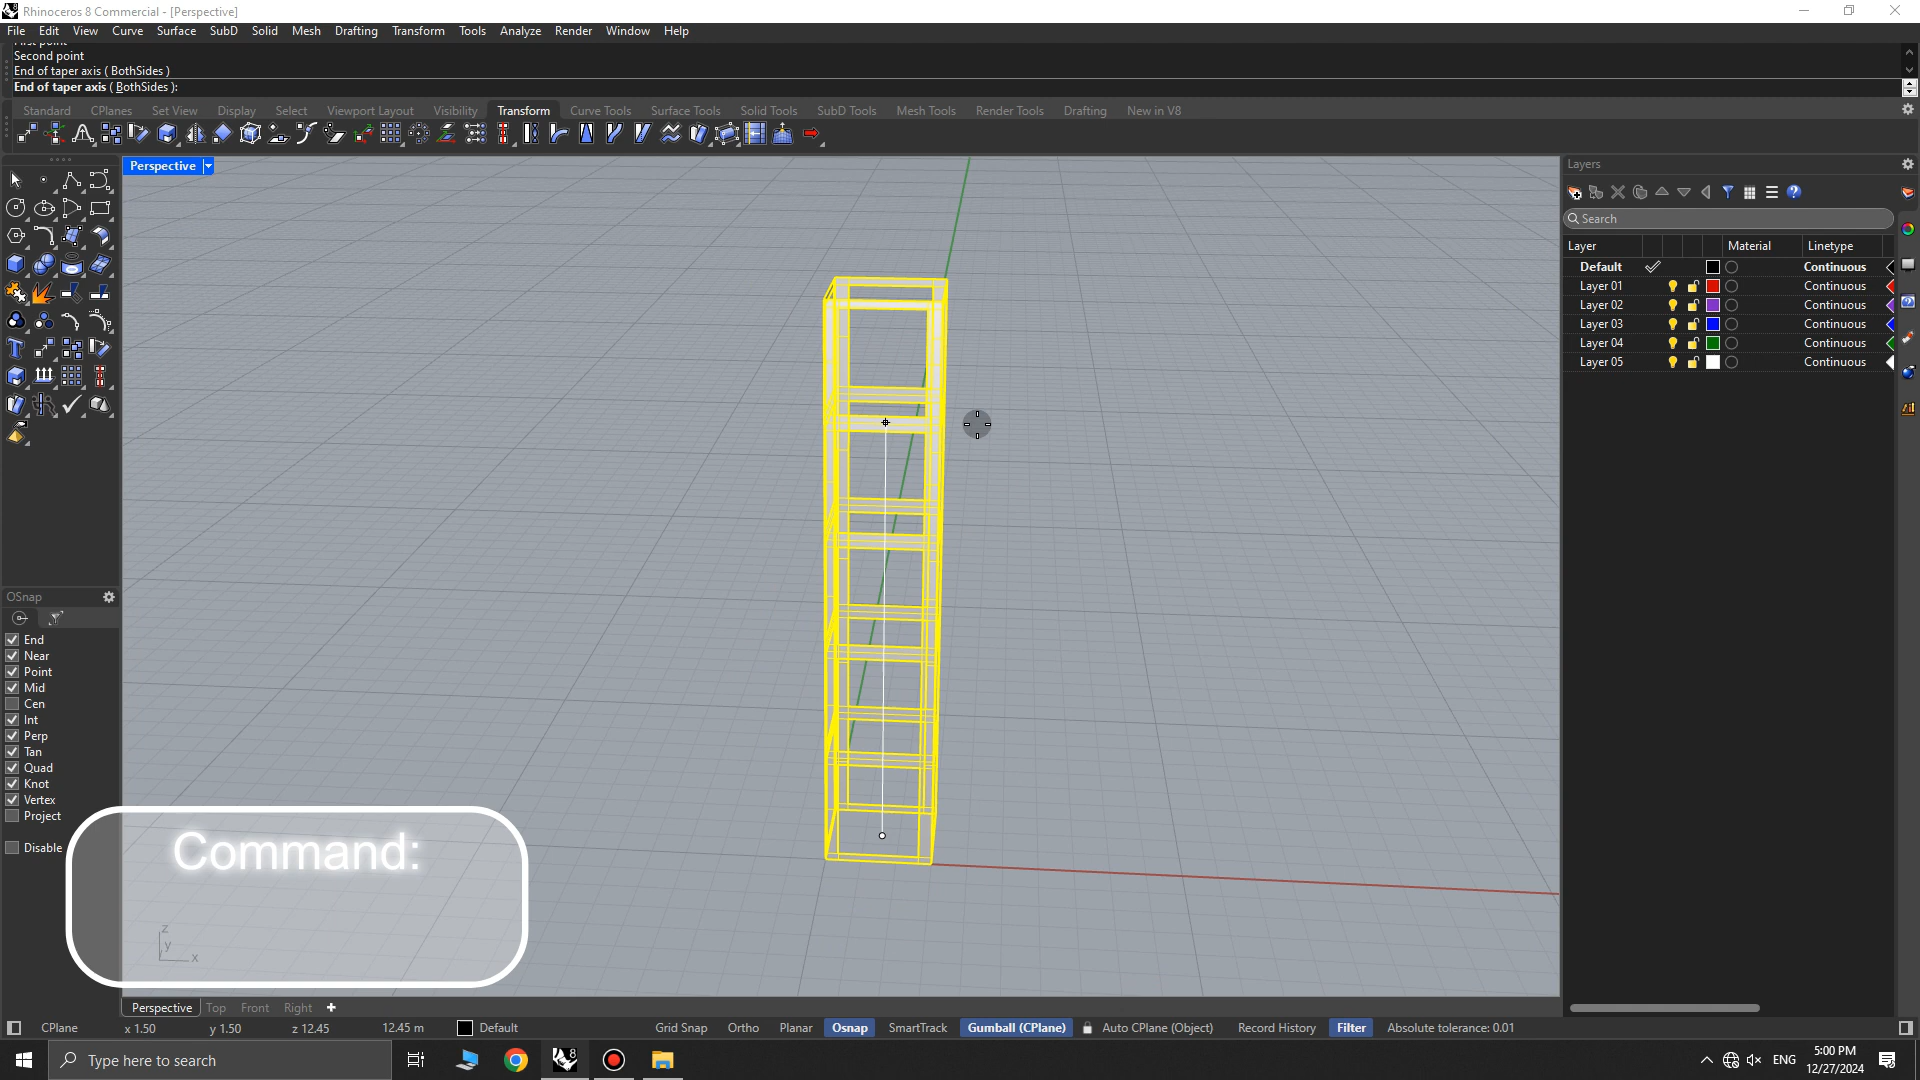 Rhinoceros 8 Commercial - [Perspective]
File Edit View Curve Surface SubD Solid Mesh Drafting Transform Tools Analyze Render Window Help
First point
Second point
End of taper axis ( BothSides )
End of taper axis ( BothSides ):
Standard CPlanes Set View Display Select Viewport Layout Visibility Transform Curve Tools Surface Tools Solid Tools SubD Tools Mesh Tools Render Tools Drafting New in V8
Perspective
Layers
Search
Layer Material Linetype
Default Continuous
Layer 01 Continuous
Layer 02 Continuous
Layer 03 Continuous
Layer 04 Continuous
Layer 05 Continuous
OSnap
End
Near
Point
Mid
Cen
Int
Perp
Tan
Quad
Knot
Vertex
Project
Disable
Command:
z
y
x
Perspective Top Front Right
CPlane x 1.50 y 1.50 z 12.45 12.45 m Default Grid Snap Ortho Planar Osnap SmartTrack Gumball (CPlane) Auto CPlane (Object) Record History Filter Absolute tolerance: 0.01
Type here to search
8
ENG
5:00 PM
12/27/2024